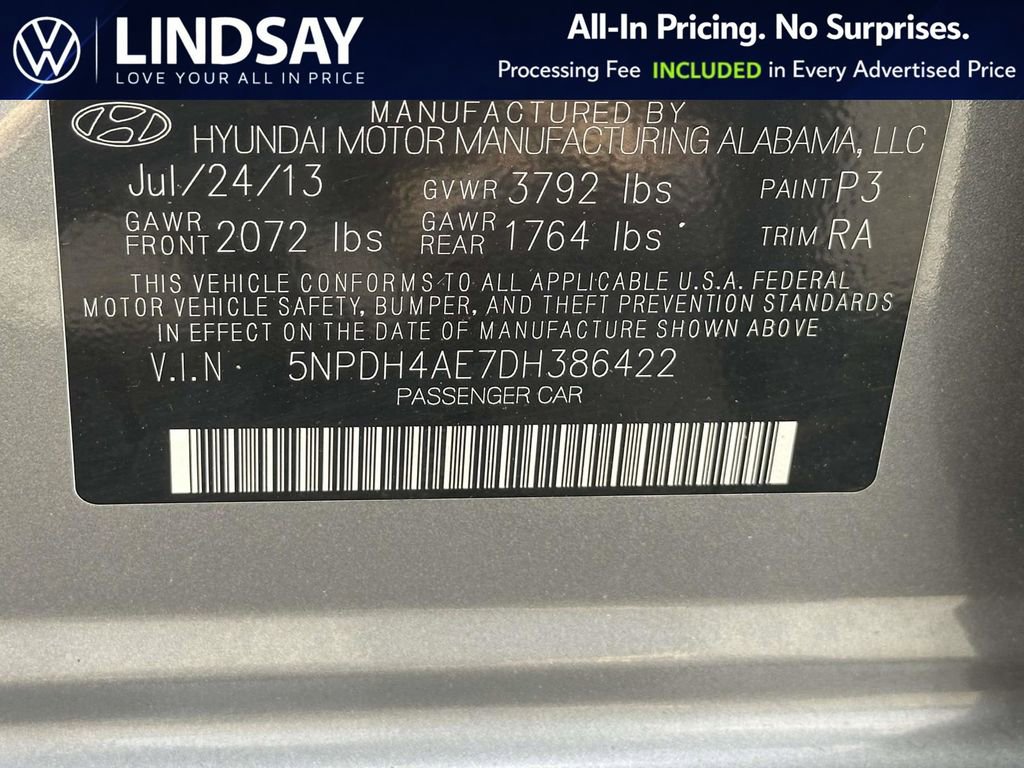 LINDSAY
LOVE YOUR ALL IN PRICE
All-In Pricing. No Surprises.
Processing Fee INCLUDED in Every Advertised Price
MANUFACTURED BY
HYUNDAI MOTOR MANUFACTURING ALABAMA, LLC
Jul/24/13 GVWR 3792 lbs PAINT P3
GAWR FRONT 2072 lbs GAWR REAR 1764 lbs TRIM RA
THIS VEHICLE CONFORMS TO ALL APPLICABLE U.S.A. FEDERAL
MOTOR VEHICLE SAFETY, BUMPER, AND THEFT PREVENTION STANDARDS
IN EFFECT ON THE DATE OF MANUFACTURE SHOWN ABOVE
V.I.N 5NPDH4AE7DH386422
PASSENGER CAR